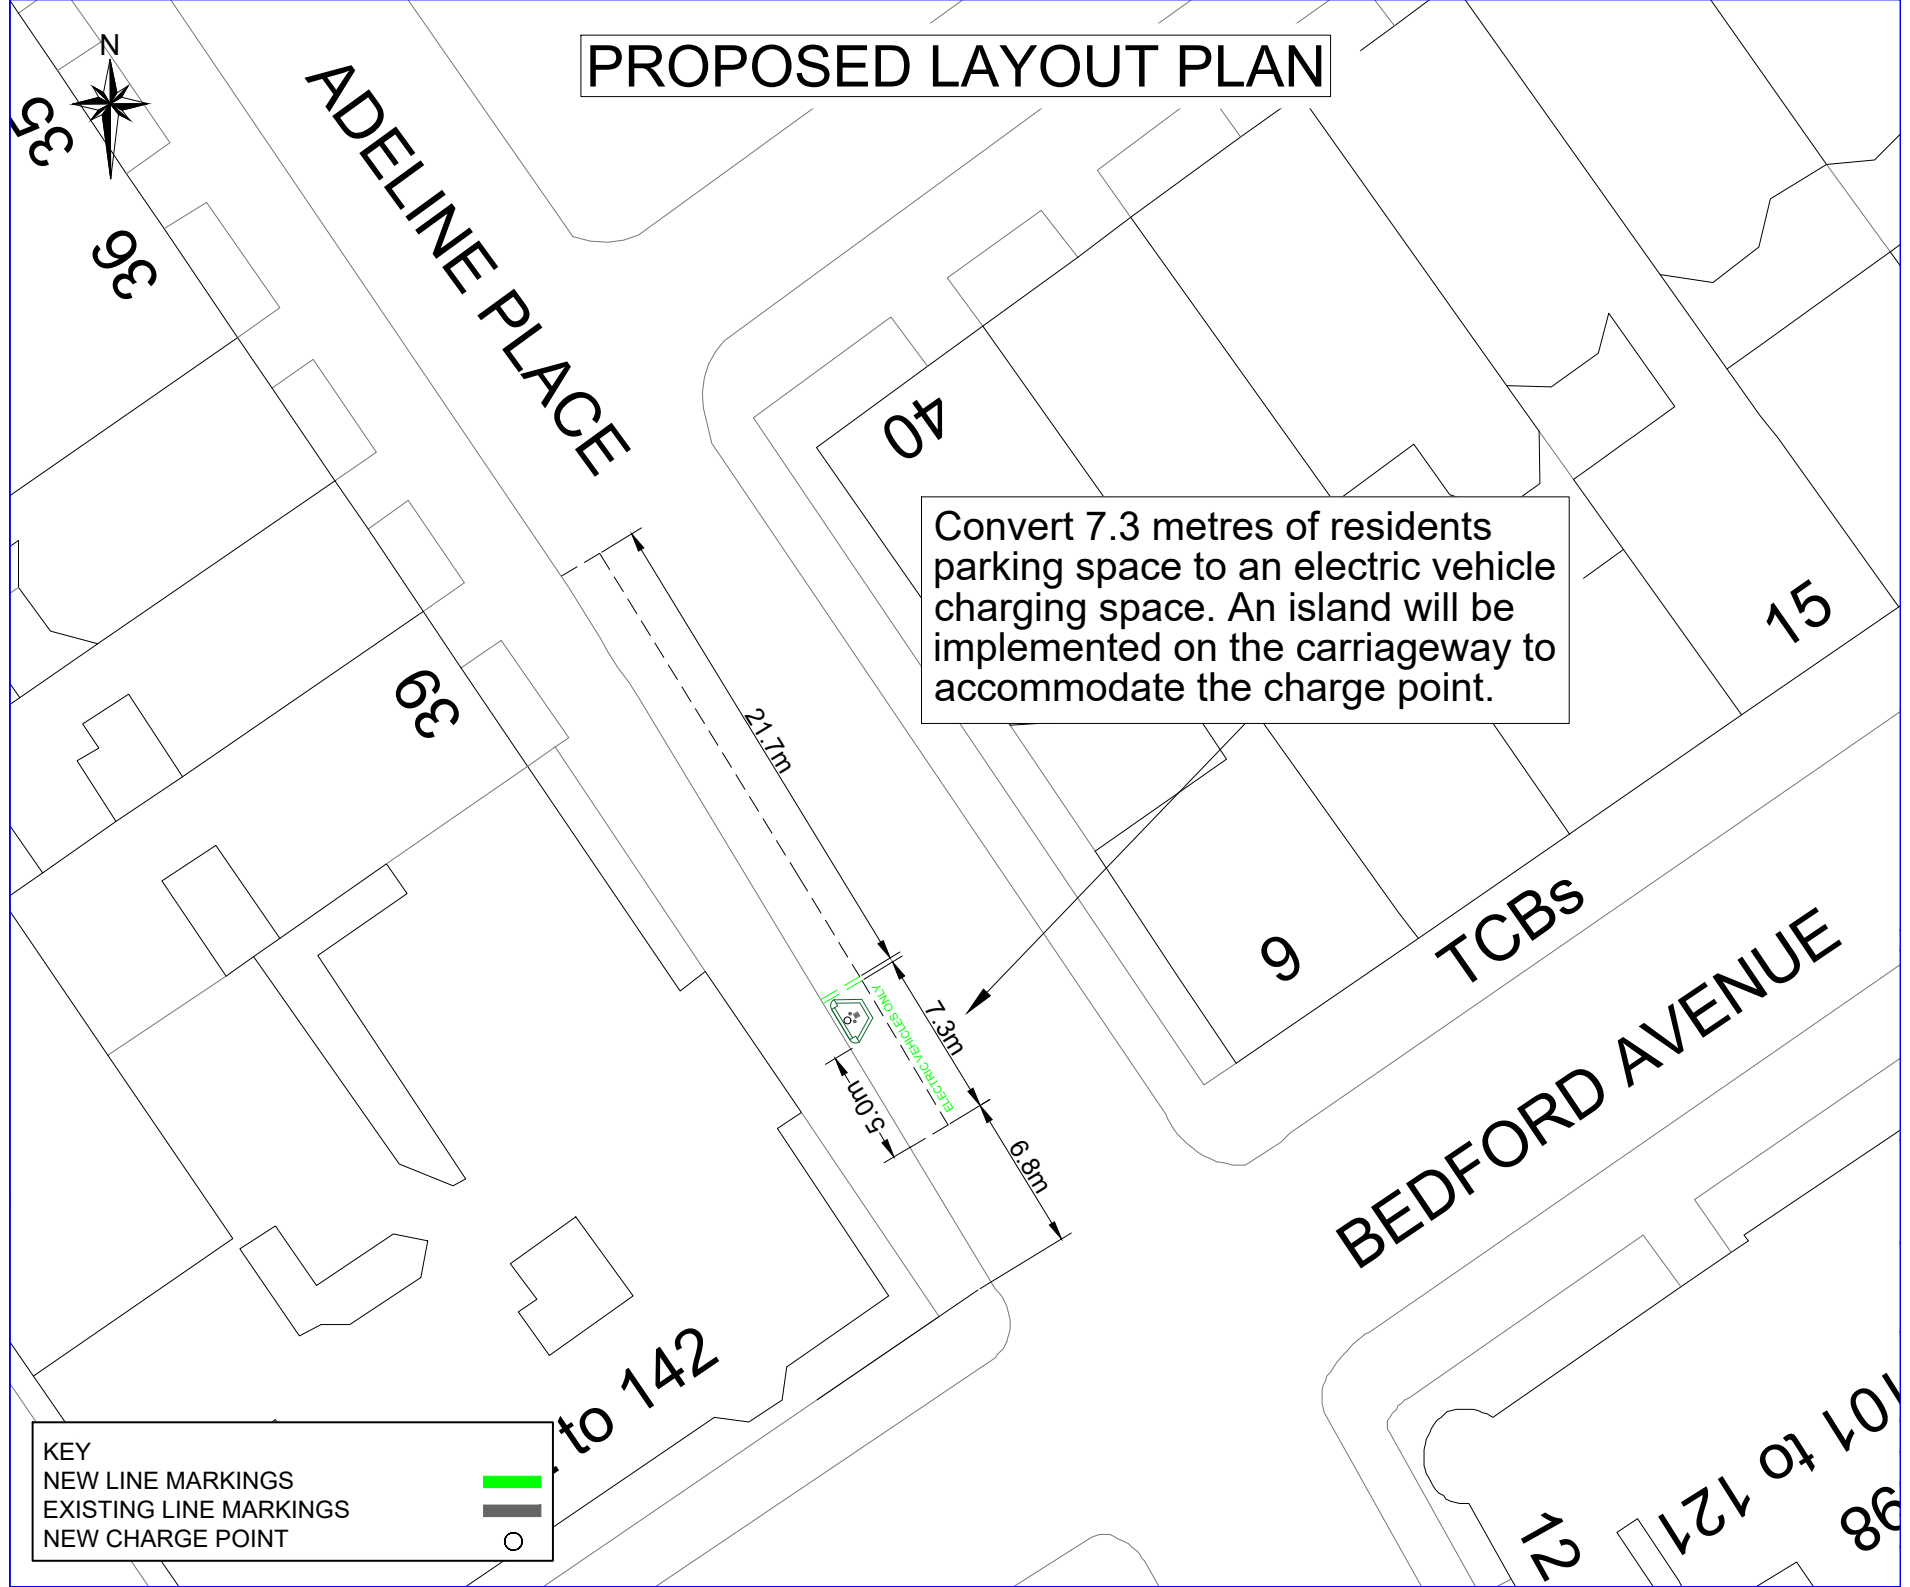 PROPOSED LAYOUT PLAN
N
35
36
ADELINE PLACE
40
Convert 7.3 metres of residents
parking space to an electric vehicle
charging space. An island will be
implemented on the carriageway to
accommodate the charge point.
15
39
21.7m
9
TCBs
BEDFORD AVENUE
ELECTRIC VEHICLES ONLY
7.3m
5.0m
6.8m
to 142
101 to 121
12
98
KEY
NEW LINE MARKINGS
EXISTING LINE MARKINGS
NEW CHARGE POINT